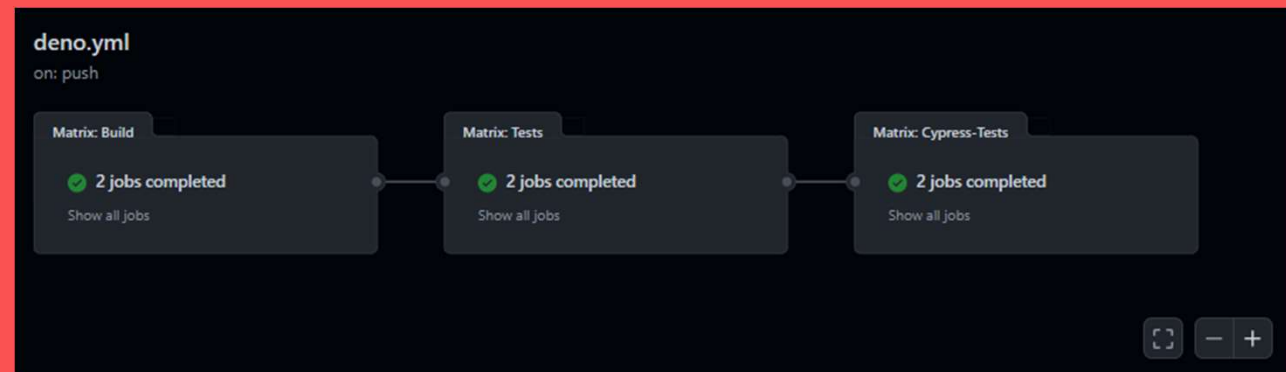 deno.yml
on: push
Matrix: Build
2 jobs completed
Show all jobs
Matrix: Tests
2 jobs completed
Show all jobs
Matrix: Cypress-Tests
2 jobs completed
Show all jobs